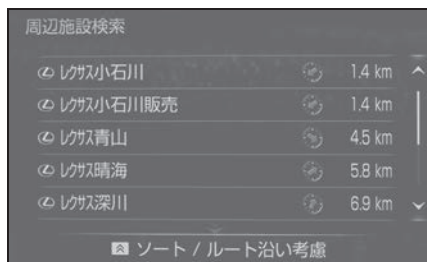 周辺施設検索
レクサス小石川 1.4 km
レクサス小石川販売 1.4 km
レクサス青山 4.5 km
レクサス晴海 5.8 km
レクサス深川 6.9 km
ソート / ルート沿い考慮